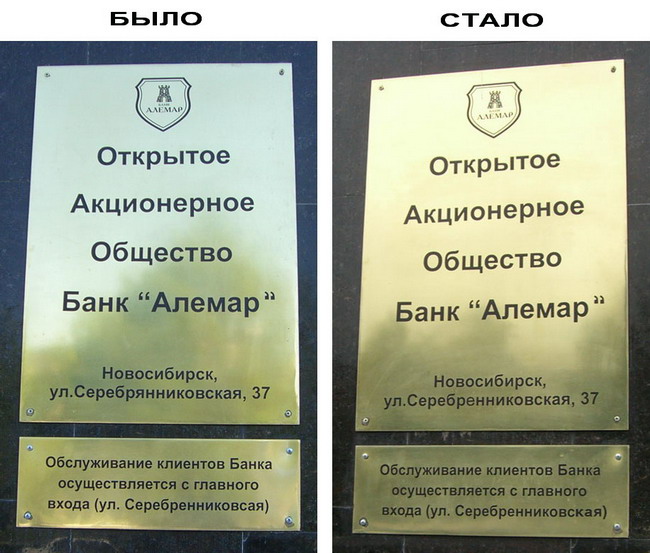 БЫЛО
БАНК
АЛЕМАР
Открытое
Акционерное
Общество
Банк “Алемар“
Новосибирск,
ул.Серебрянниковская, 37
Обслуживание клиентов Банка
осуществляется с главного
входа (ул. Серебренниковсая)
СТАЛО
БАНК
АЛЕМАР
Открытое
Акционерное
Общество
Банк “Алемар“
Новосибирск,
ул.Серебренниковская, 37
Обслуживание клиентов Банка
осуществляется с главного
входа (ул. Серебренниковская)